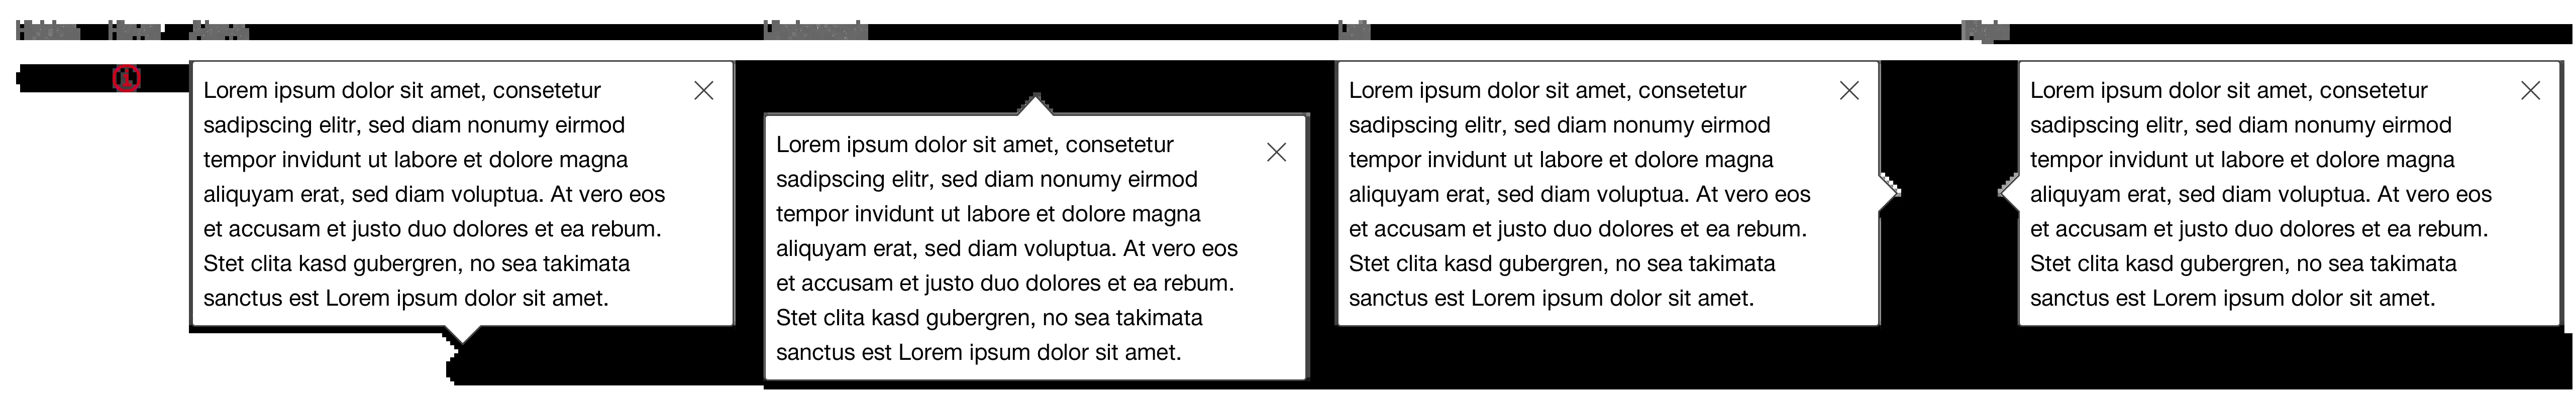 Lorem ipsum dolor sit amet, consetetur
sadipscing elitr, sed diam nonumy eirmod
tempor invidunt ut labore et dolore magna
aliquyam erat, sed diam voluptua. At vero eos
et accusam et justo duo dolores et ea rebum.
Stet clita kasd gubergren, no sea takimata
sanctus est Lorem ipsum dolor sit amet.
Lorem ipsum dolor sit amet, consetetur
sadipscing elitr, sed diam nonumy eirmod
tempor invidunt ut labore et dolore magna
aliquyam erat, sed diam voluptua. At vero eos
et accusam et justo duo dolores et ea rebum.
Stet clita kasd gubergren, no sea takimata
sanctus est Lorem ipsum dolor sit amet.
Lorem ipsum dolor sit amet, consetetur
sadipscing elitr, sed diam nonumy eirmod
tempor invidunt ut labore et dolore magna
aliquyam erat, sed diam voluptua. At vero eos
et accusam et justo duo dolores et ea rebum.
Stet clita kasd gubergren, no sea takimata
sanctus est Lorem ipsum dolor sit amet.
Lorem ipsum dolor sit amet, consetetur
sadipscing elitr, sed diam nonumy eirmod
tempor invidunt ut labore et dolore magna
aliquyam erat, sed diam voluptua. At vero eos
et accusam et justo duo dolores et ea rebum.
Stet clita kasd gubergren, no sea takimata
sanctus est Lorem ipsum dolor sit amet.